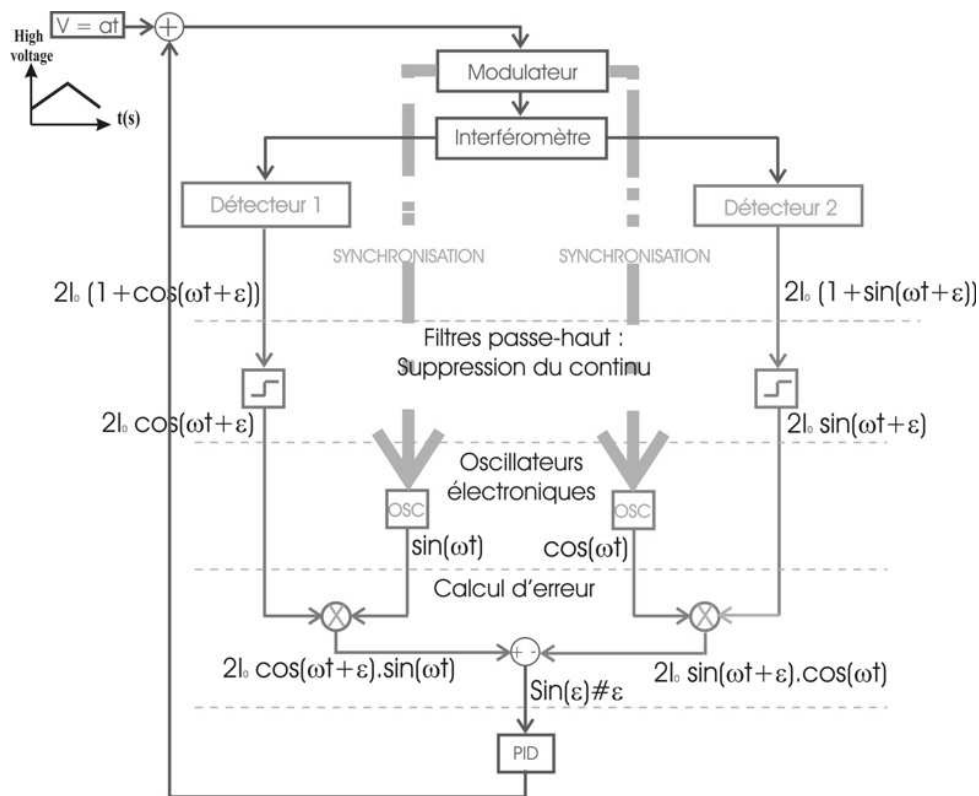 V = at
+
High
voltage
t(s)
Modulateur
Interféromètre
Détecteur 1
Détecteur 2
SYNCHRONISATION
SYNCHRONISATION
2I₀ (1+cos(ωt+ε))
2I₀ (1+sin(ωt+ε))
Filtres passe-haut :
Suppression du continu
2I₀ cos(ωt+ε)
2I₀ sin(ωt+ε)
Oscillateurs
électroniques
OSC
OSC
sin(ωt)
cos(ωt)
Calcul d'erreur
X
X
+ -
2I₀ cos(ωt+ε).sin(ωt)
2I₀ sin(ωt+ε).cos(ωt)
Sin(ε)#ε
PID